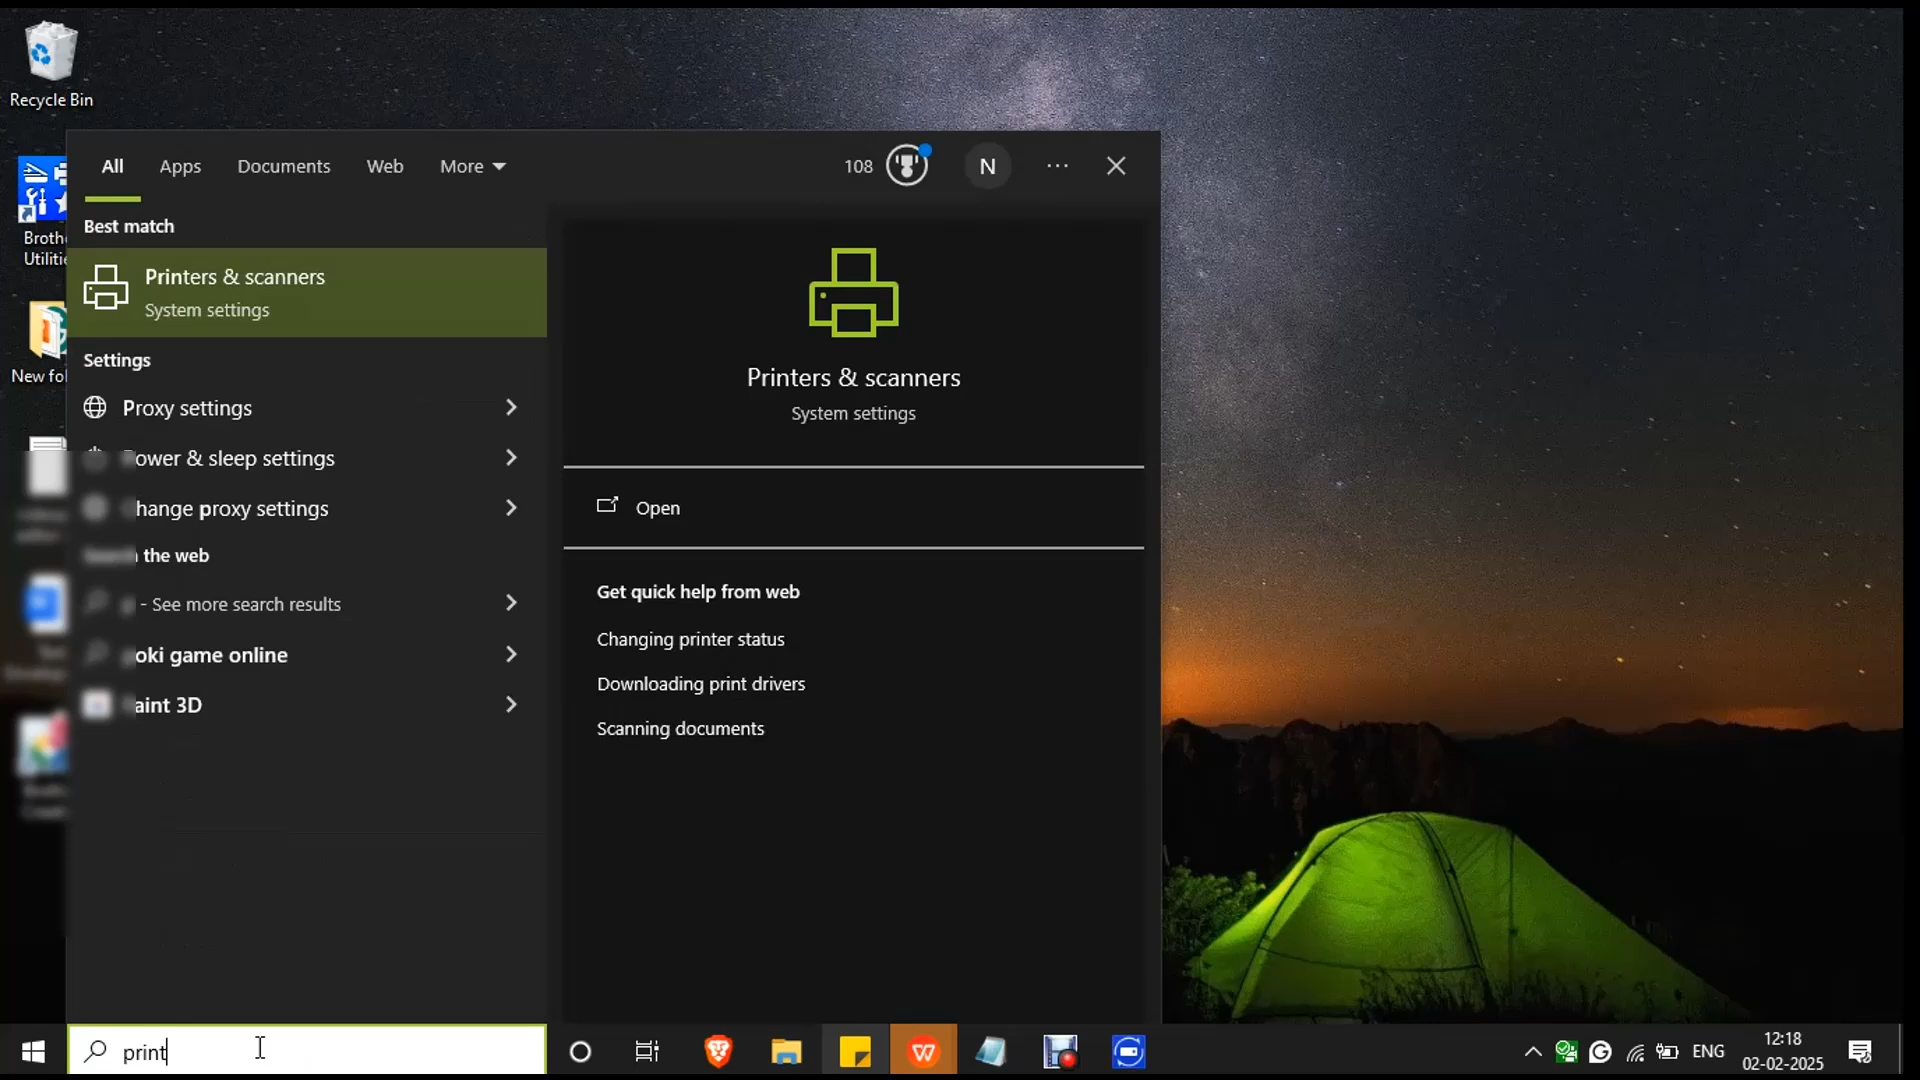 Recycle Bin
All Apps Documents Web More
108 N ...
Best match
Printers & scanners
System settings
Settings
Proxy settings
ower & sleep settings
hange proxy settings
the web
- See more search results
oki game online
aint 3D
Printers & scanners
System settings
Open
Get quick help from web
Changing printer status
Downloading print drivers
Scanning documents
Broth
Utiliti
New fol
print
ENG
12:18
02-02-2025